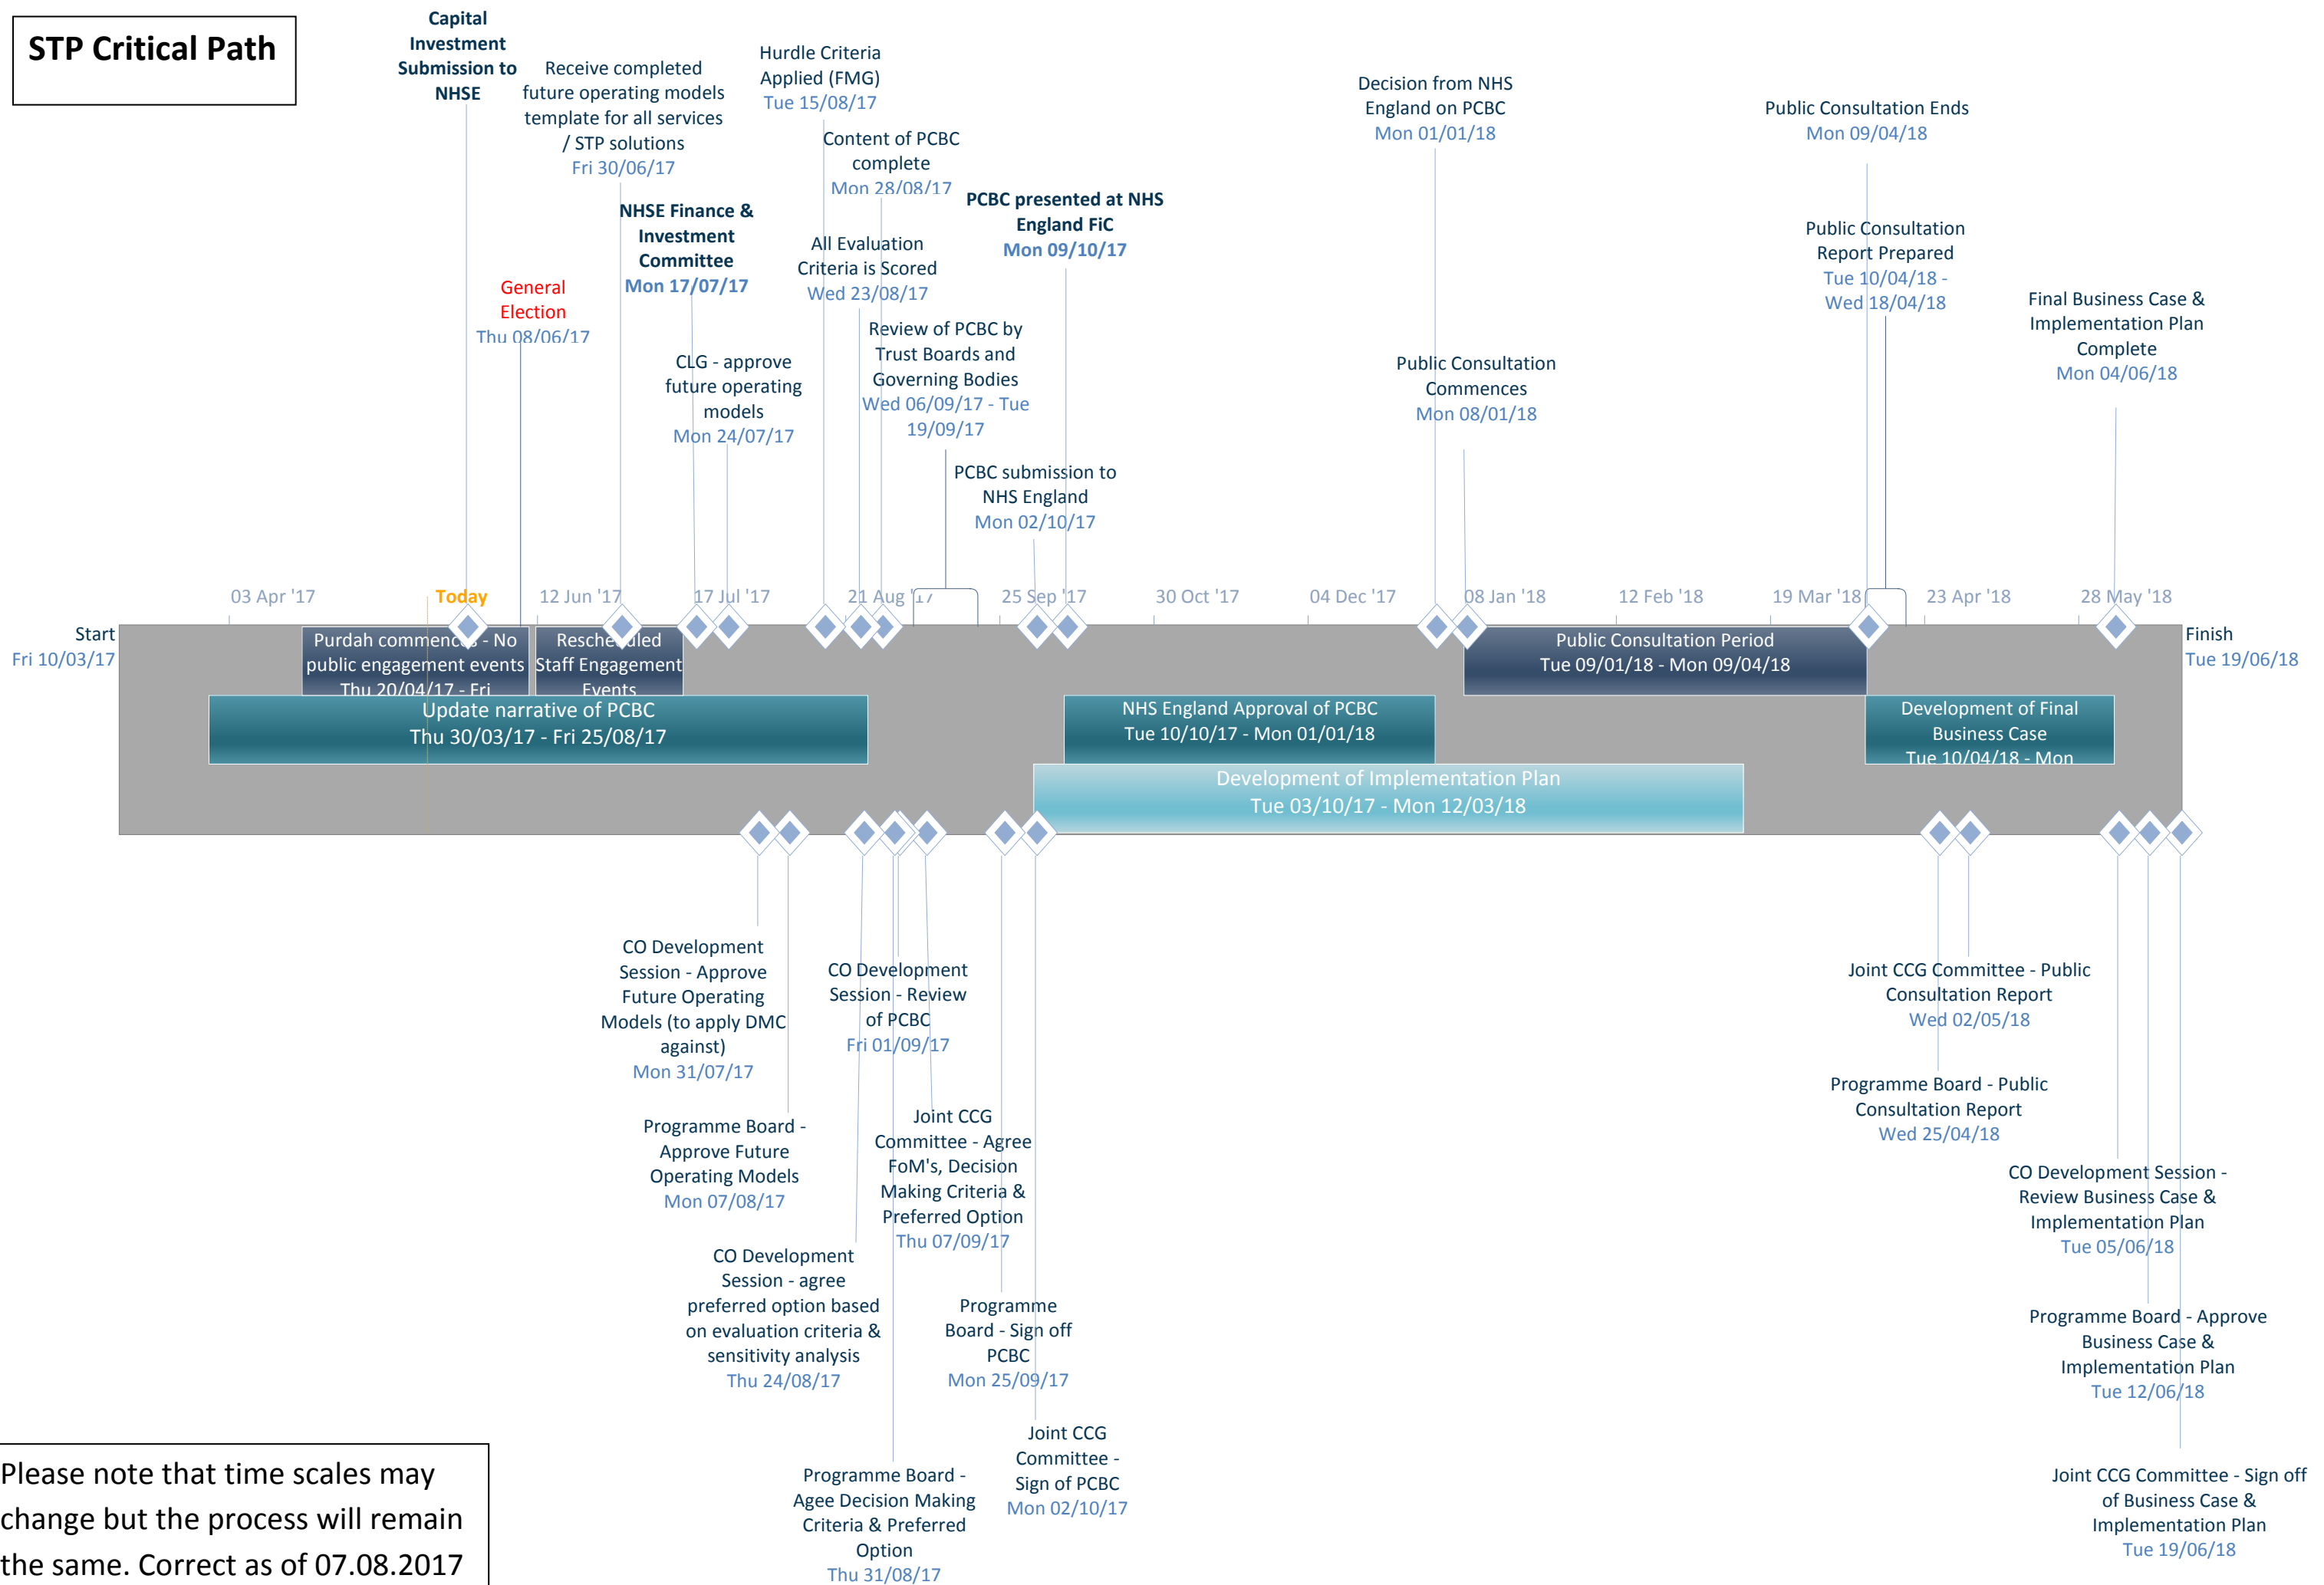 STP Critical Path
Capital
Investment
Submission to
NHSE
Receive completed
future operating models
template for all services
/ STP solutions
Fri 30/06/17
Hurdle Criteria
Applied (FMG)
Tue 15/08/17
Content of PCBC
complete
Mon 28/08/17
NHSE Finance &
Investment
Committee
Mon 17/07/17
All Evaluation
Criteria is Scored
Wed 23/08/17
PCBC presented at NHS
England FiC
Mon 09/10/17
General
Election
Thu 08/06/17
CLG - approve
future operating
models
Mon 24/07/17
Review of PCBC by
Trust Boards and
Governing Bodies
Wed 06/09/17 - Tue
19/09/17
PCBC submission to
NHS England
Mon 02/10/17
Decision from NHS
England on PCBC
Mon 01/01/18
Public Consultation
Commences
Mon 08/01/18
Public Consultation Ends
Mon 09/04/18
Public Consultation
Report Prepared
Tue 10/04/18 -
Wed 18/04/18
Final Business Case &
Implementation Plan
Complete
Mon 04/06/18
03 Apr '17
Today
12 Jun '17
17 Jul '17
21 Aug '17
25 Sep '17
30 Oct '17
04 Dec '17
08 Jan '18
12 Feb '18
19 Mar '18
23 Apr '18
28 May '18
Start
Fri 10/03/17
Finish
Tue 19/06/18
Purdah commences - No
public engagement events
Thu 20/04/17 - Fri
Rescheduled
Staff Engagement
Events
Public Consultation Period
Tue 09/01/18 - Mon 09/04/18
Update narrative of PCBC
Thu 30/03/17 - Fri 25/08/17
NHS England Approval of PCBC
Tue 10/10/17 - Mon 01/01/18
Development of Final
Business Case
Tue 10/04/18 - Mon
Development of Implementation Plan
Tue 03/10/17 - Mon 12/03/18
CO Development
Session - Approve
Future Operating
Models (to apply DMC
against)
Mon 31/07/17
Programme Board -
Approve Future
Operating Models
Mon 07/08/17
CO Development
Session - agree
preferred option based
on evaluation criteria &
sensitivity analysis
Thu 24/08/17
CO Development
Session - Review
of PCBC
Fri 01/09/17
Joint CCG
Committee - Agree
FoM's, Decision
Making Criteria &
Preferred Option
Thu 07/09/17
Programme
Board - Sign off
PCBC
Mon 25/09/17
Joint CCG
Committee -
Sign of PCBC
Mon 02/10/17
Programme Board -
Agee Decision Making
Criteria & Preferred
Option
Thu 31/08/17
Joint CCG Committee - Public
Consultation Report
Wed 02/05/18
Programme Board - Public
Consultation Report
Wed 25/04/18
CO Development Session -
Review Business Case &
Implementation Plan
Tue 05/06/18
Programme Board - Approve
Business Case &
Implementation Plan
Tue 12/06/18
Joint CCG Committee - Sign off
of Business Case &
Implementation Plan
Tue 19/06/18
Please note that time scales may
change but the process will remain
the same. Correct as of 07.08.2017